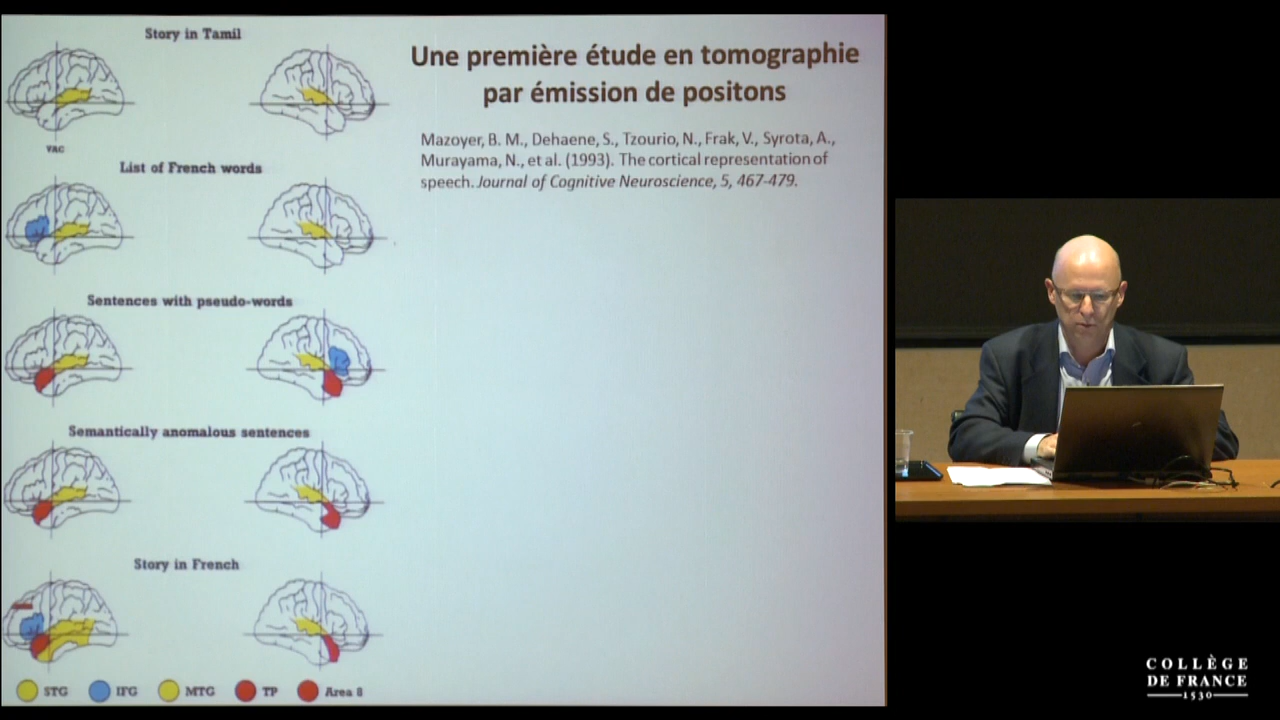 Story in Tamil
VAC
List of French words
Sentences with pseudo-words
Semantically anomalous sentences
Story in French
STG IFG MTG TP Area 8
Une première étude en tomographie
par émission de positons
Mazoyer, B. M., Dehaene, S., Tzourio, N., Frak, V., Syrota, A.,
Murayama, N., et al. (1993). The cortical representation of
speech. Journal of Cognitive Neuroscience, 5, 467-479.
COLLÈGE
DE FRANCE
1530